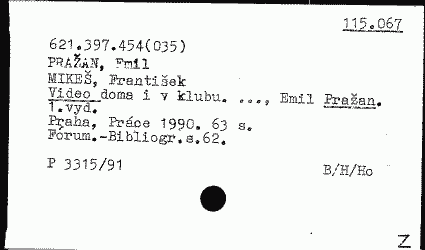 115.067
621.397.454(035)
PRAŽAN, Emil
MIKEŠ, František
Video doma i v klubu. ..., Emil Pražan.
1.vyd.
Praha, Práce 1990. 63 s.
Fórum.-Bibliogr.s.62.
P 3315/91
B/H/Ho
Z